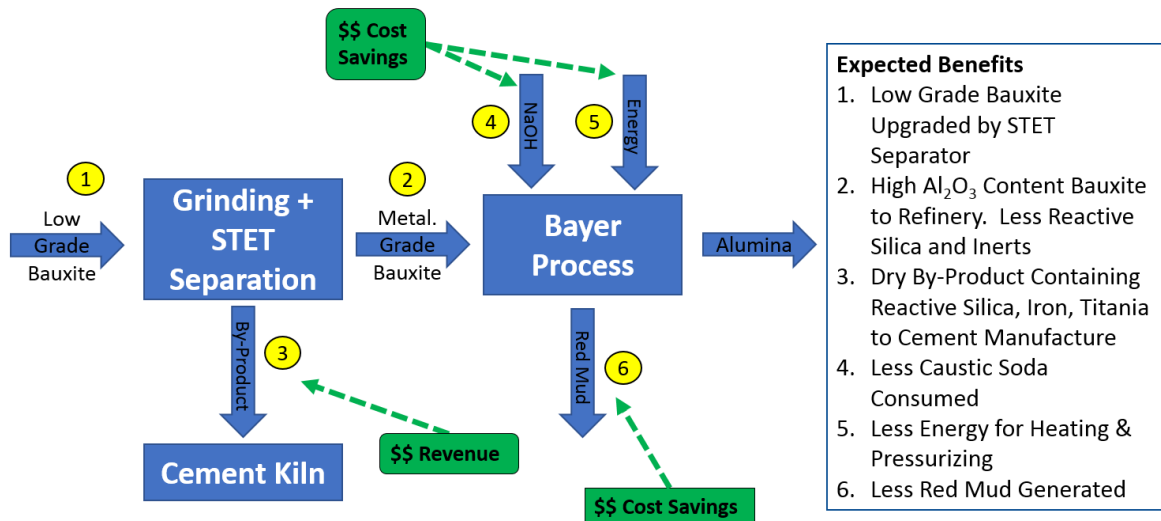 $$ Cost
Savings
NaOH
Energy
4
5
1
2
Low
Grade
Bauxite
Grinding +
STET
Separation
Metal.
Grade
Bauxite
Bayer
Process
Alumina
By-Product
3
Red Mud
6
$$ Revenue
Cement Kiln
$$ Cost Savings
Expected Benefits
1. Low Grade Bauxite
Upgraded by STET
Separator
2. High Al₂O₃ Content Bauxite
to Refinery. Less Reactive
Silica and Inerts
3. Dry By-Product Containing
Reactive Silica, Iron, Titania
to Cement Manufacture
4. Less Caustic Soda
Consumed
5. Less Energy for Heating &
Pressurizing
6. Less Red Mud Generated